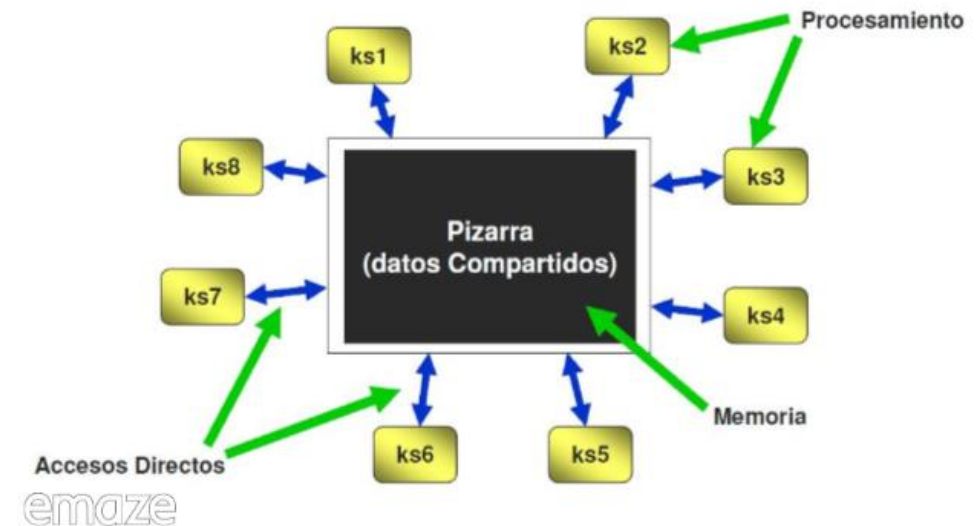 Procesamiento
ks1
ks2
ks8
ks3
Pizarra
(datos Compartidos)
ks7
ks4
Memoria
ks6
ks5
Accesos Directos
emaze